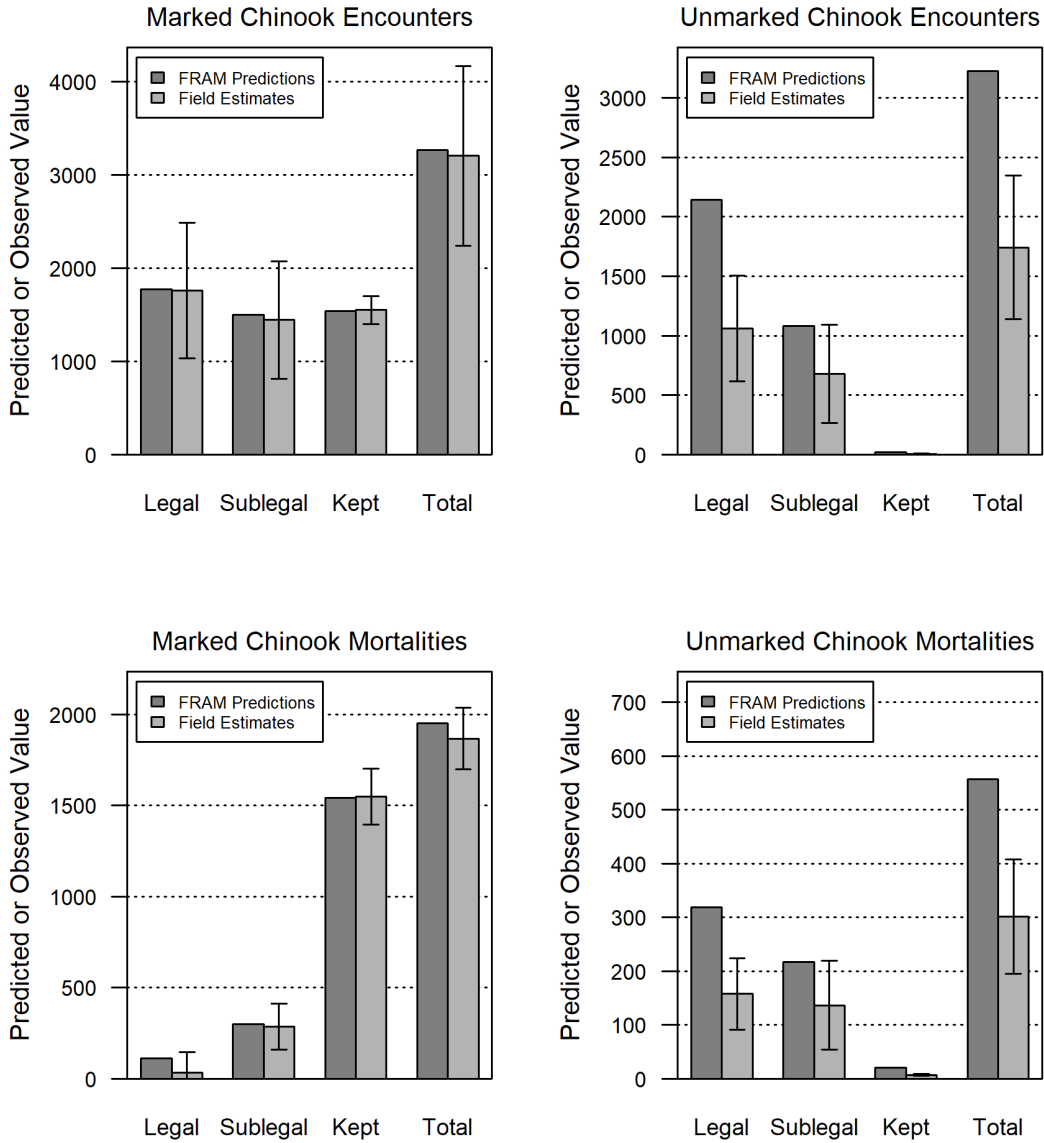 Marked Chinook Encounters
Predicted or Observed Value
4000
3000
2000
1000
0
FRAM Predictions
Field Estimates
Legal Sublegal Kept Total
Unmarked Chinook Encounters
Predicted or Observed Value
3000
2500
2000
1500
1000
500
0
FRAM Predictions
Field Estimates
Legal Sublegal Kept Total
Marked Chinook Mortalities
Predicted or Observed Value
2000
1500
1000
500
0
FRAM Predictions
Field Estimates
Legal Sublegal Kept Total
Unmarked Chinook Mortalities
Predicted or Observed Value
700
600
500
400
300
200
100
0
FRAM Predictions
Field Estimates
Legal Sublegal Kept Total